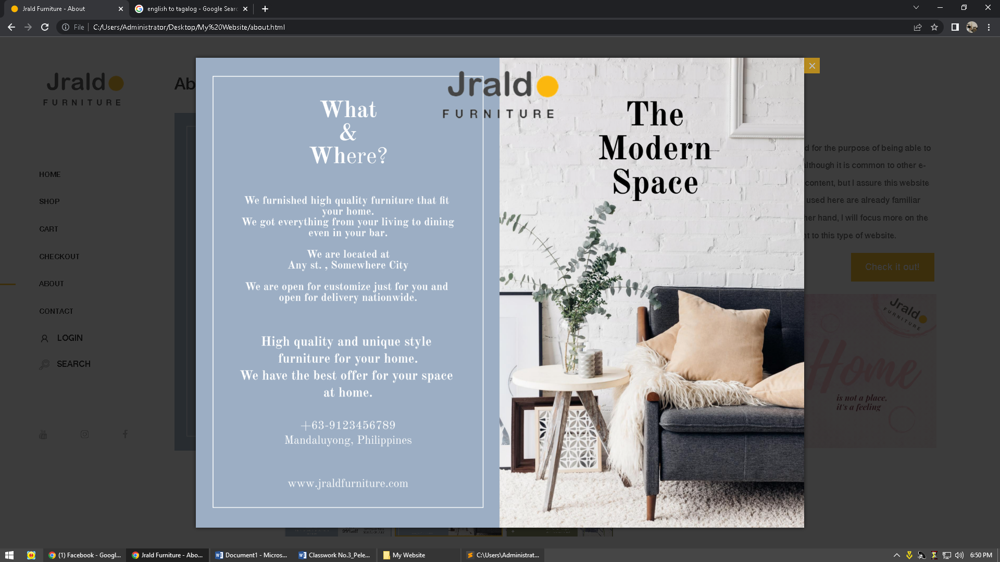 Jrald Furniture - About
english to tagalog - Google Searc
File
C:/Users/Administrator/Desktop/My%20Website/about.html
Jrald
FURNITURE
HOME
SHOP
CART
CHECKOUT
ABOUT
CONTACT
LOGIN
SEARCH
Ab
Jrald
FURNITURE
What
&
Where?
We furnished high quality furniture that fit
your home.
We got everything from your living to dining
even in your bar.
We are located at
Any st. , Somewhere City
We are open for customize just for you and
open for delivery nationwide.
High quality and unique style
furniture for your home.
We have the best offer for your space
at home.
+63-9123456789
Mandaluyong, Philippines
www.jraldfurniture.com
The
Modern
Space
d for the purpose of being able to
although it is common to other e-
content, but I assure this website
used here are already familiar
her hand, I will focus more on the
nt to this type of website.
Check it out!
Jrald
FURNITURE
Home
is not a place,
it's a feeling
99%off
(1) Facebook - Googl...
Jrald Furniture - Abo...
Document1 - Micros...
Classwork No.3_Pele...
My Website
C:\Users\Administrat...
6:50 PM